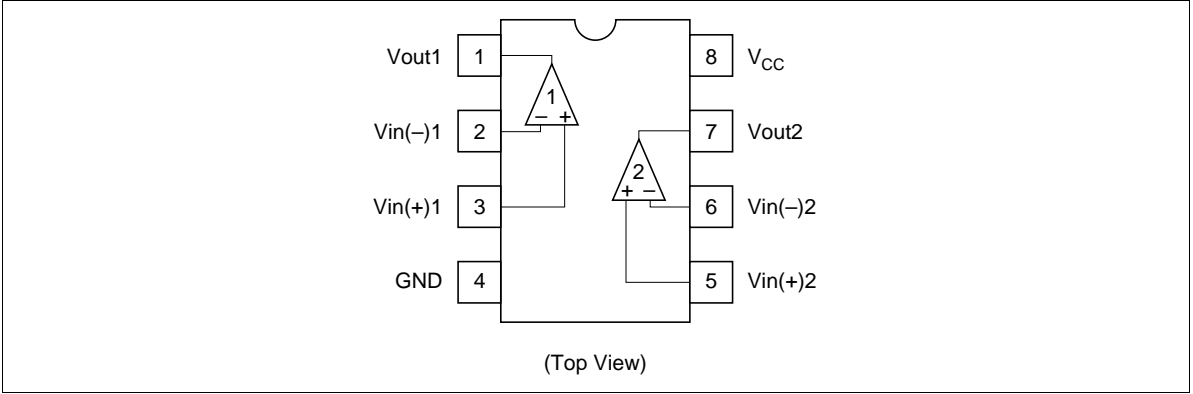 Vout1 1 8 VCC
1
– +
Vin(–)1 2 7 Vout2
2
+ –
Vin(+)1 3 6 Vin(–)2
GND 4 5 Vin(+)2
(Top View)